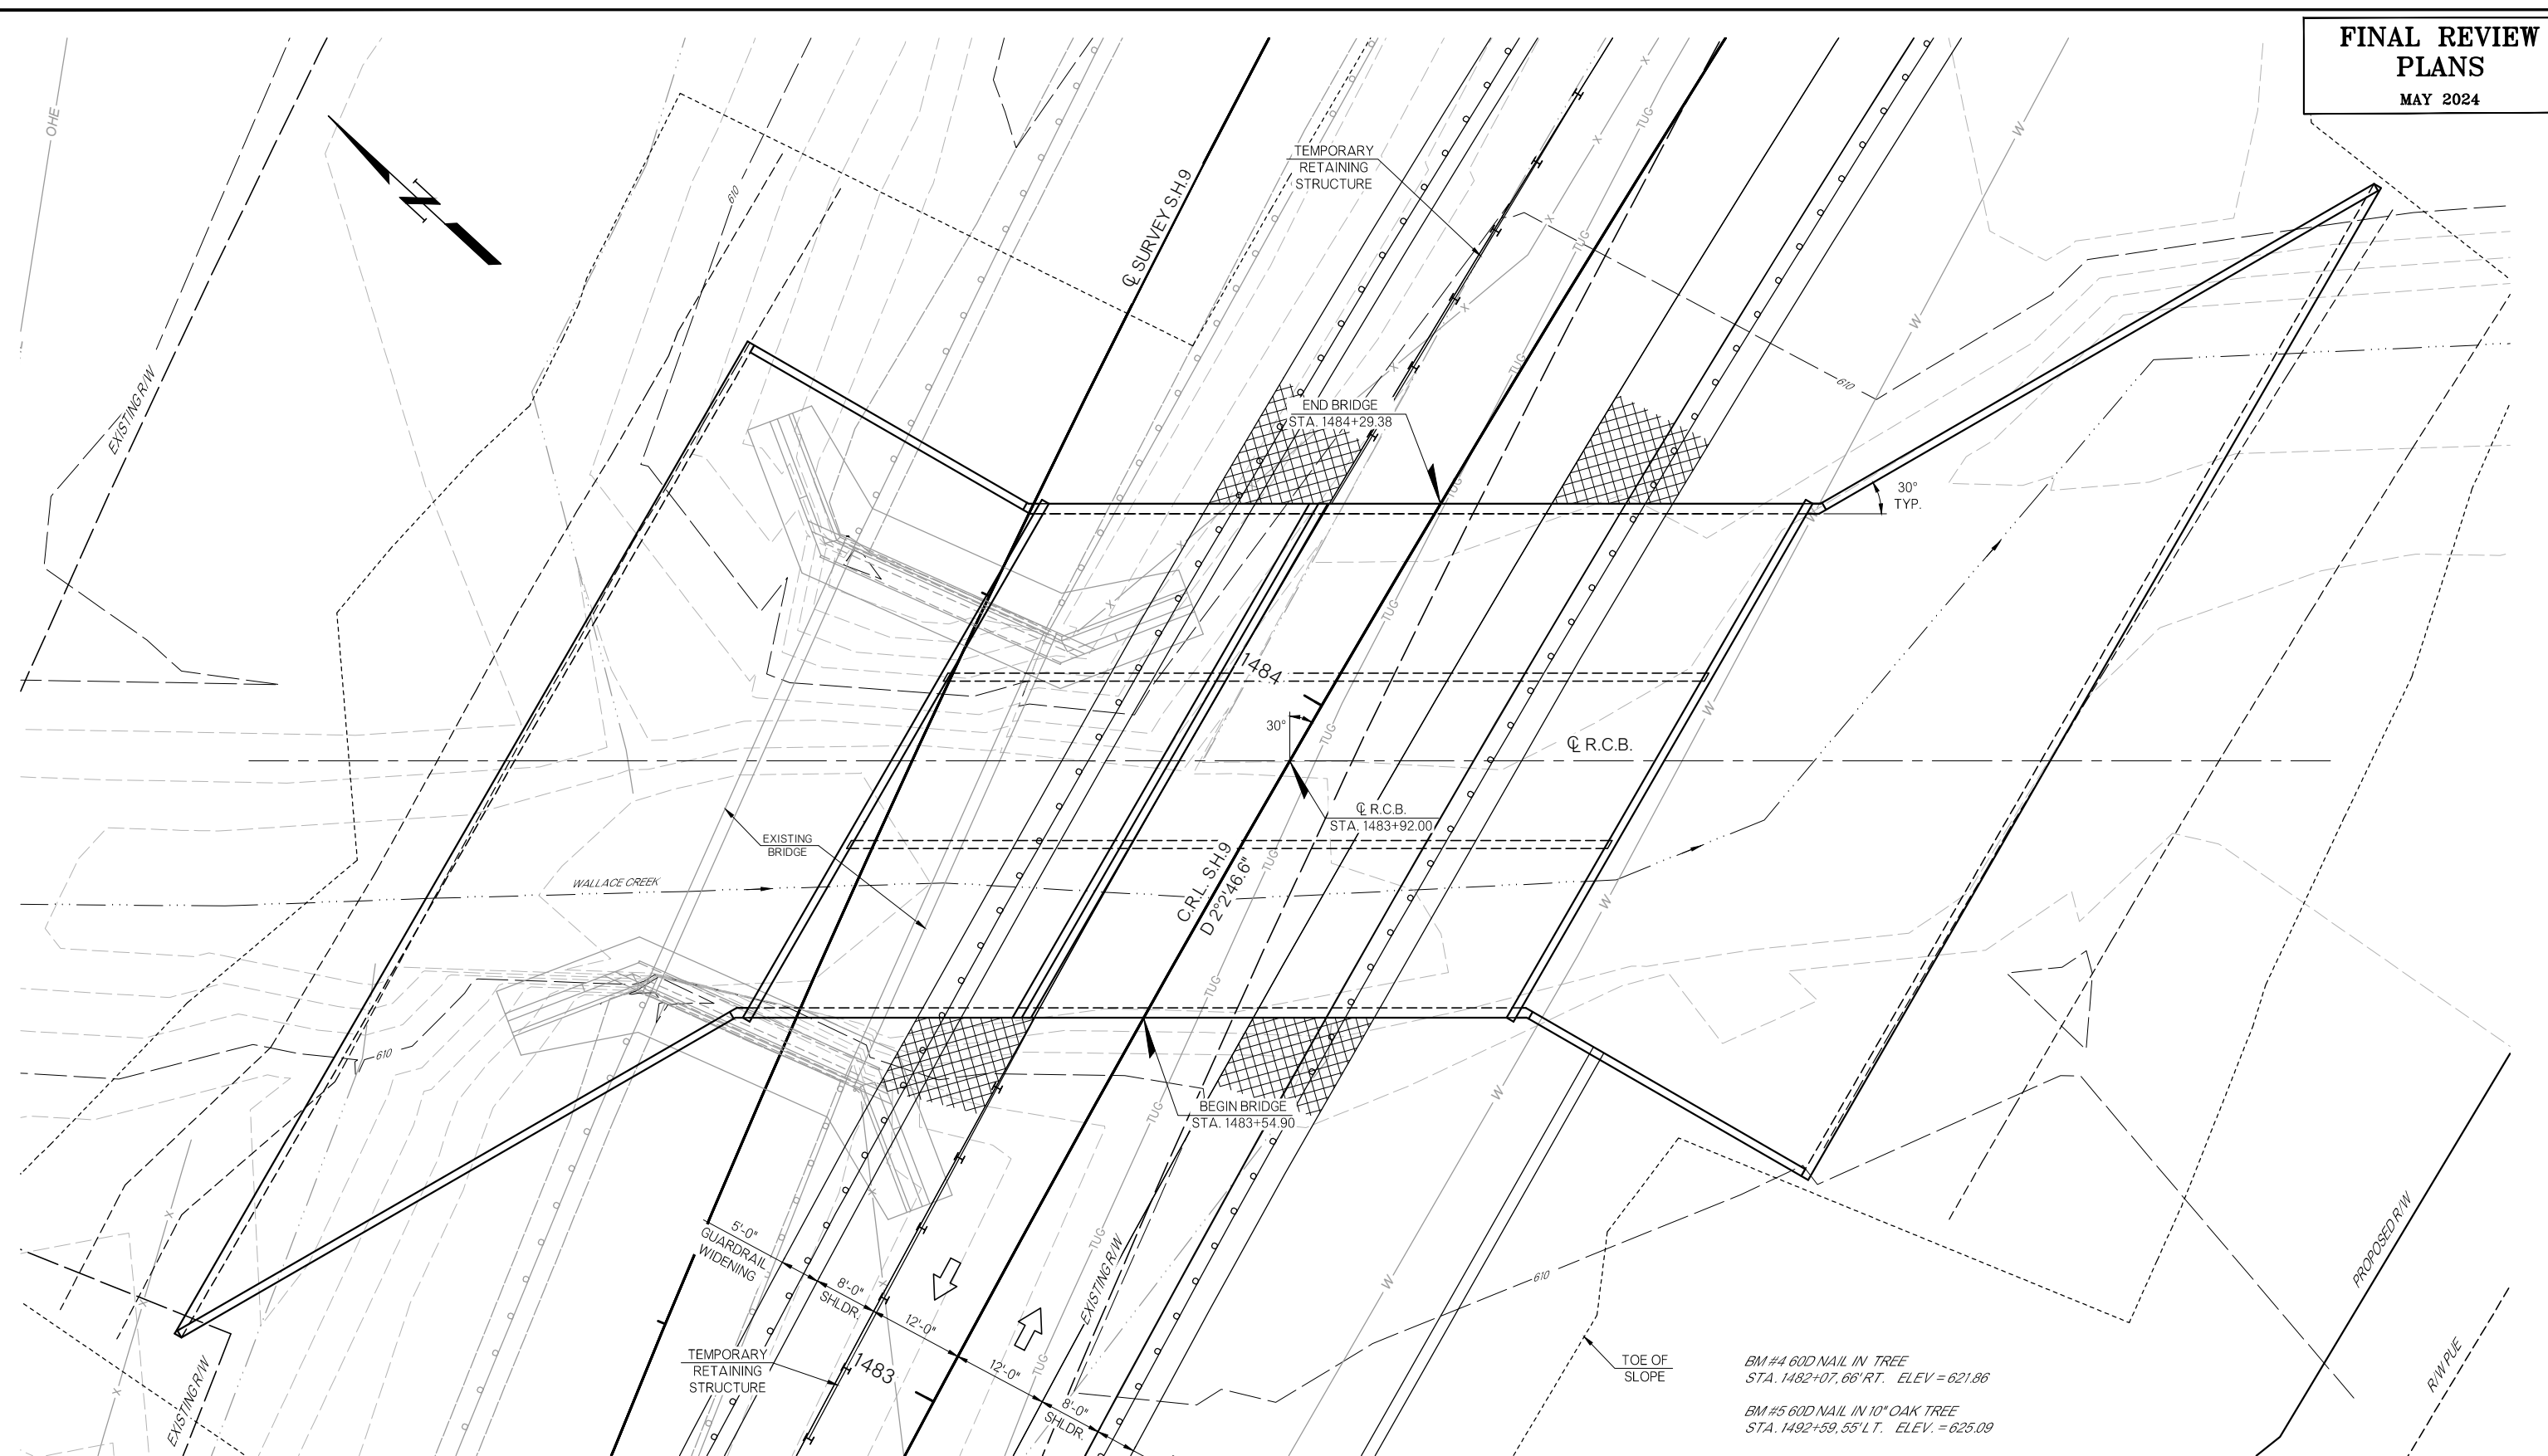 FINAL REVIEW
PLANS
MAY 2024
OHE
W
X
TUG
610
TEMPORARY
RETAINING
STRUCTURE
N
℄ SURVEY S.H.9
EXISTING R/W
END BRIDGE
STA. 1484+29.38
30°
TYP.
610
1484
30°
℄ R.C.B.
℄ R.C.B.
STA. 1483+92.00
EXISTING
BRIDGE
C.R.L. S.H.9
D 2°2'46.6"
WALLACE CREEK
610
BEGIN BRIDGE
STA. 1483+54.90
5'-0"
GUARDRAIL
WIDENING
8'-0"
SHLDR.
12'-0"
12'-0"
8'-0"
SHLDR.
EXISTING R/W
610
PROPOSED R/W
TEMPORARY
RETAINING
STRUCTURE
1483
EXISTING R/W
TOE OF
SLOPE
R/W PUE
BM #4 60D NAIL IN TREE
STA. 1482+07, 66' RT. ELEV = 621.86
BM #5 60D NAIL IN 10" OAK TREE
STA. 1492+59, 55' LT. ELEV. = 625.09